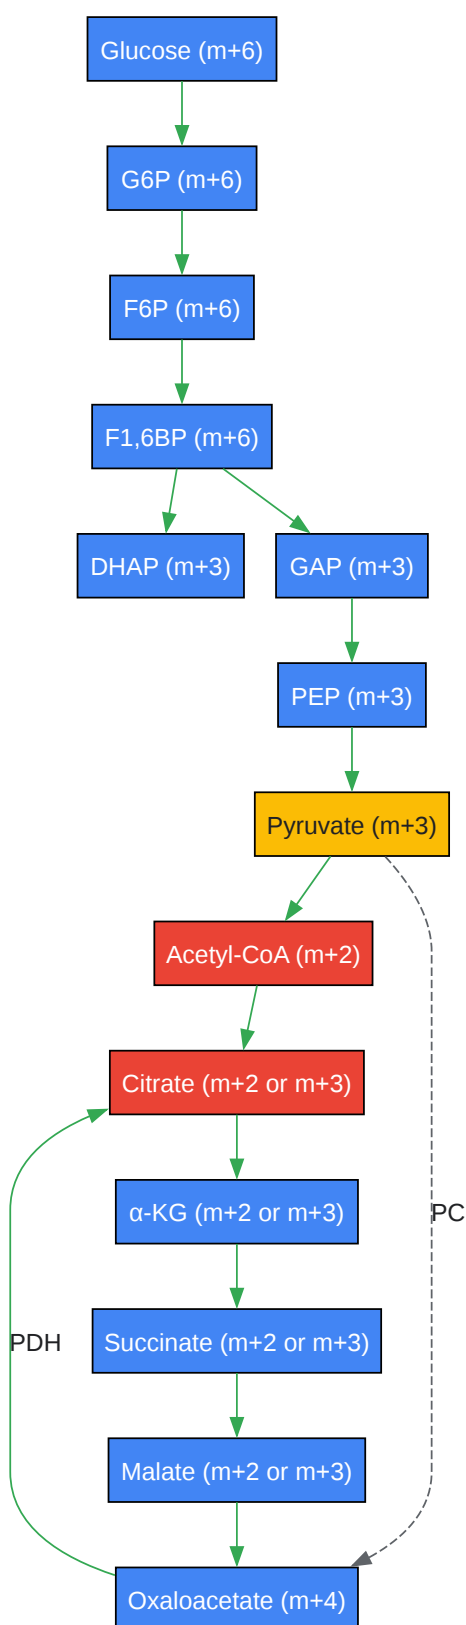 Glucose (m+6)
G6P (m+6)
F6P (m+6)
F1,6BP (m+6)
DHAP (m+3)
GAP (m+3)
PEP (m+3)
Pyruvate (m+3)
Acetyl-CoA (m+2)
Citrate (m+2 or m+3)
α-KG (m+2 or m+3)
PC
Succinate (m+2 or m+3)
PDH
Malate (m+2 or m+3)
Oxaloacetate (m+4)